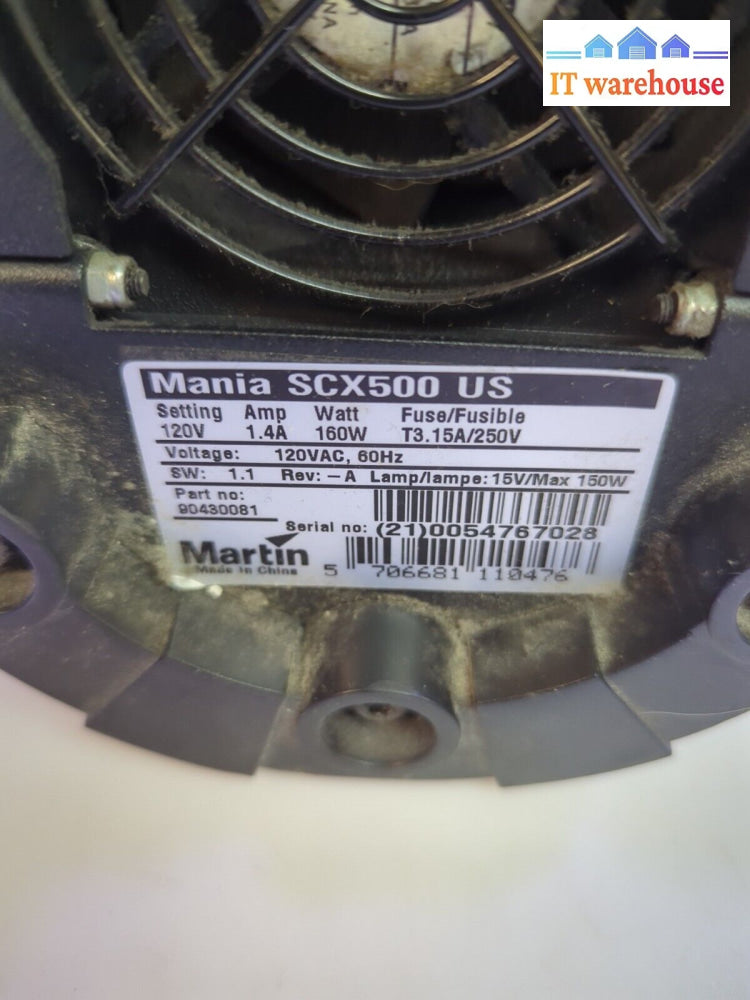 IT warehouse
Mania SCX500 US
Setting Amp Watt Fuse/Fusible
120V 1.4A 160W T3.15A/250V
Voltage: 120VAC, 60Hz
SW: 1.1 Rev: -A Lamp/lampe: 15V/Max 150W
Part no:
90430081
Serial no: (21)0054767028
Martin
Made in China
5 706681 110476